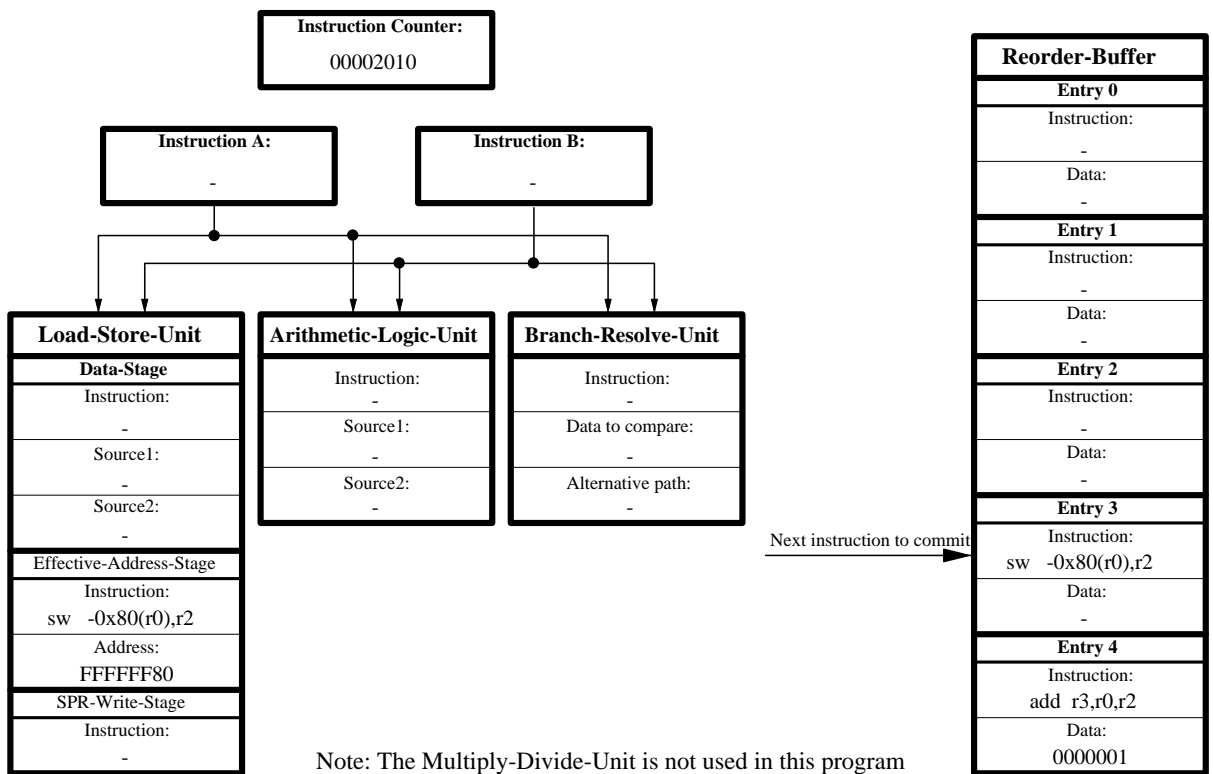 Instruction Counter:
00002010
Instruction A:
-
Instruction B:
-
Load-Store-Unit
Data-Stage
Instruction:
-
Source1:
-
Source2:
-
Effective-Address-Stage
Instruction:
sw -0x80(r0),r2
Address:
FFFFFF80
SPR-Write-Stage
Instruction:
-
Arithmetic-Logic-Unit
Instruction:
-
Source1:
-
Source2:
-
Branch-Resolve-Unit
Instruction:
-
Data to compare:
-
Alternative path:
-
Next instruction to commit
Note: The Multiply-Divide-Unit is not used in this program
Reorder-Buffer
Entry 0
Instruction:
-
Data:
-
Entry 1
Instruction:
-
Data:
-
Entry 2
Instruction:
-
Data:
-
Entry 3
Instruction:
sw -0x80(r0),r2
Data:
-
Entry 4
Instruction:
add r3,r0,r2
Data:
0000001